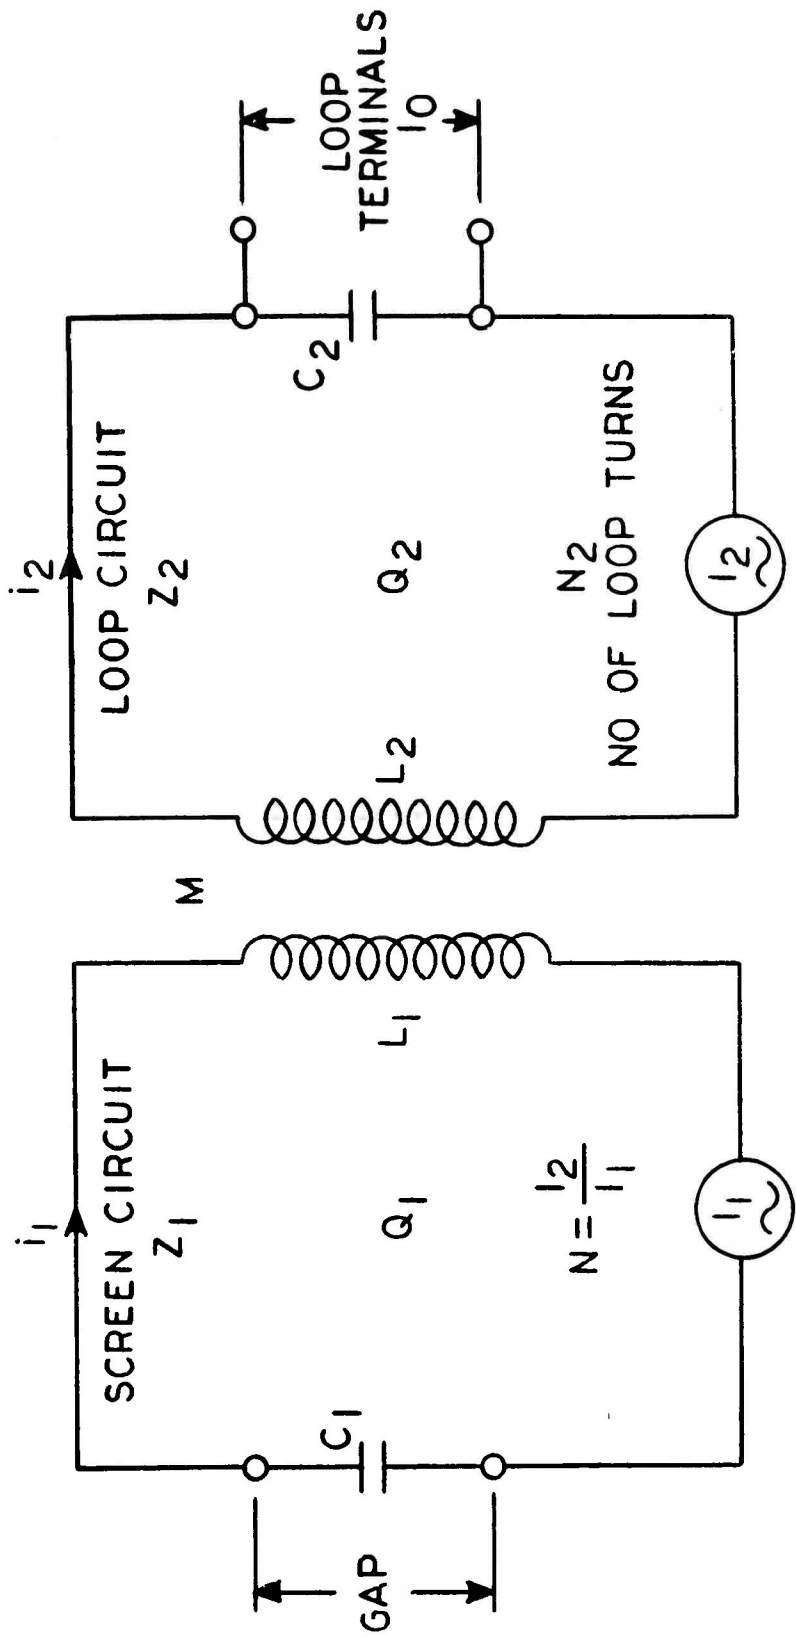 i₁
SCREEN CIRCUIT
Z₁
GAP
C₁
Q₁
L₁
N = I₂
I₁
I₁
M
i₂
LOOP CIRCUIT
Z₂
L₂
Q₂
C₂
LOOP
TERMINALS
I₀
N₂
NO OF LOOP TURNS
I₂